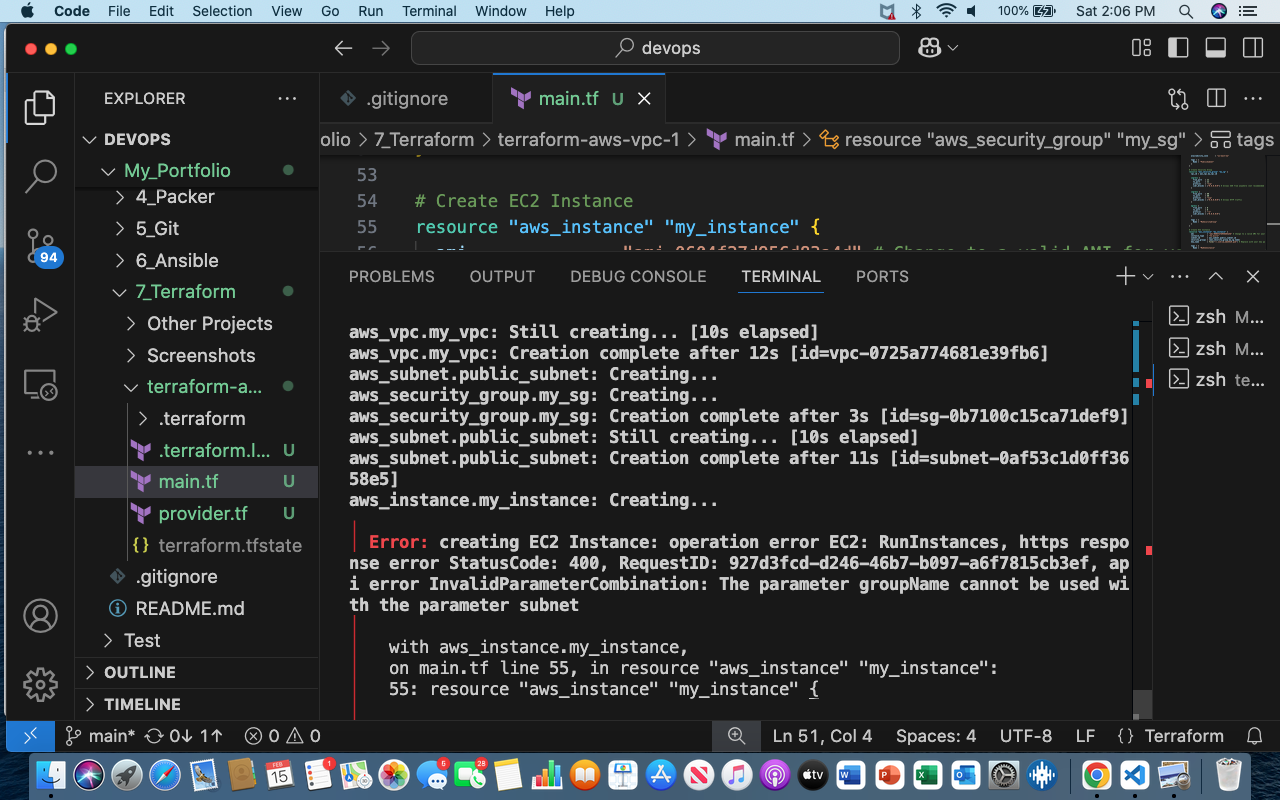 Code File Edit Selection View Go Run Terminal Window Help 100% Sat 2:06 PM
devops
EXPLORER
DEVOPS
My_Portfolio
4_Packer
5_Git
6_Ansible
7_Terraform
Other Projects
Screenshots
terraform-a...
.terraform
.terraform.l... U
main.tf U
provider.tf U
{} terraform.tfstate
.gitignore
README.md
Test
OUTLINE
TIMELINE
94
.gitignore main.tf U
olio > 7_Terraform > terraform-aws-vpc-1 > main.tf > resource "aws_security_group" "my_sg" > tags
53
54 # Create EC2 Instance
55 resource "aws_instance" "my_instance" {
PROBLEMS OUTPUT DEBUG CONSOLE TERMINAL PORTS
zsh M...
zsh M...
zsh te...
aws_vpc.my_vpc: Still creating... [10s elapsed]
aws_vpc.my_vpc: Creation complete after 12s [id=vpc-0725a774681e39fb6]
aws_subnet.public_subnet: Creating...
aws_security_group.my_sg: Creating...
aws_security_group.my_sg: Creation complete after 3s [id=sg-0b7100c15ca71def9]
aws_subnet.public_subnet: Still creating... [10s elapsed]
aws_subnet.public_subnet: Creation complete after 11s [id=subnet-0af53c1d0ff36
58e5]
aws_instance.my_instance: Creating...
Error: creating EC2 Instance: operation error EC2: RunInstances, https respo
nse error StatusCode: 400, RequestID: 927d3fcd-d246-46b7-b097-a6f7815cb3ef, ap
i error InvalidParameterCombination: The parameter groupName cannot be used wi
th the parameter subnet
with aws_instance.my_instance,
on main.tf line 55, in resource "aws_instance" "my_instance":
55: resource "aws_instance" "my_instance" {
main* 0↓ 1↑ 0 0 Ln 51, Col 4 Spaces: 4 UTF-8 LF {} Terraform
FEB
15
1
6
28
tv